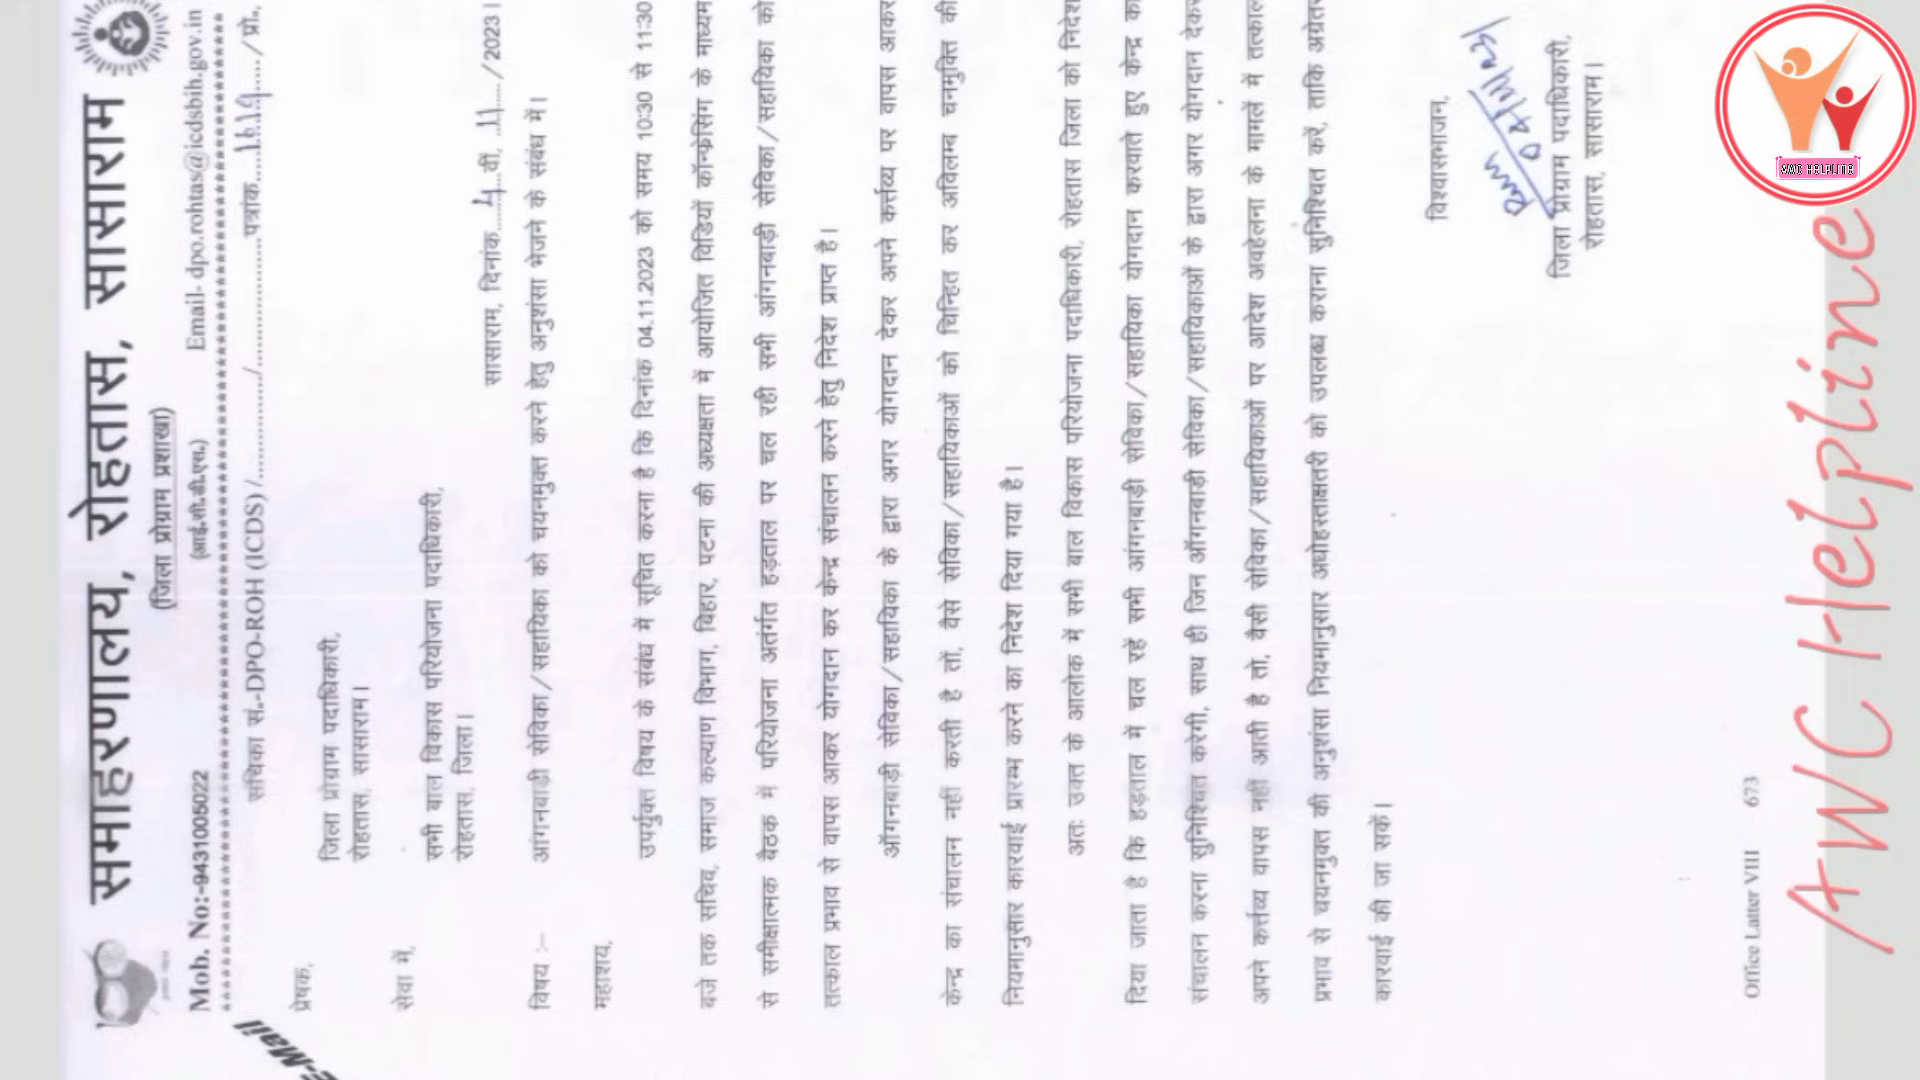 समाहरणालय, रोहतास, सासाराम
(जिला प्रोग्राम प्रशाखा)
(आई.सी.डी.एस.)
Mob. No:-9431005022
Email- dpo.rohtas@icdsbih.gov.in
संचिका सं.-DPO-ROH (ICDS)/............../.................पत्रांक.....1619....../प्रो.,
प्रेषक,
जिला प्रोग्राम पदाधिकारी,
रोहतास, सासाराम।
सेवा में,
सभी बाल विकास परियोजना पदाधिकारी,
रोहतास, जिला।
सासाराम, दिनांक....4....वीं, ..11..../2023।
विषय :-
आंगनबाड़ी सेविका/सहायिका को चयनमुक्त करने हेतु अनुशंसा भेजने के संबंध में।
महाशय,
उपर्युक्त विषय के संबंध में सूचित करना है कि दिनांक 04.11.2023 को समय 10:30 से 11:30
बजे तक सचिव, समाज कल्याण विभाग, बिहार, पटना की अध्यक्षता में आयोजित विडियों कॉन्फ्रेसिंग के माध्यम
से समीक्षात्मक बैठक में परियोजना अतंर्गत हड़ताल पर चल रही सभी आंगनबाड़ी सेविका/सहायिका को
तत्काल प्रभाव से वापस आकर योगदान कर केन्द्र संचालन करने हेतु निदेश प्राप्त है।
ऑगनबाड़ी सेविका/सहायिका के द्वारा अगर योगदान देकर अपने कर्त्तव्य पर वापस आकर
केन्द्र का संचालन नहीं करती है तो, वैसे सेविका/सहायिकाओं को चिन्हित कर अविलम्ब चयनमुक्ति की
नियमानुसार कारवाई प्रारम्भ करने का निदेश दिया गया है।
अतः उक्त के आलोक में सभी बाल विकास परियोजना पदाधिकारी, रोहतास जिला को निदेश
दिया जाता है कि हड़ताल में चल रहें सभी आंगनबाड़ी सेविका/सहायिका योगदान करवाते हुए केन्द्र का
संचालन करना सुनिश्चित करेगी, साथ ही जिन ऑगनबाड़ी सेविका/सहायिकाओं के द्वारा अगर योगदान देकर
अपने कर्त्तव्य वापस नहीं आती है तो, वैसी सेविका/सहायिकाओं पर आदेश अवहेलना के मामलें में तत्काल
प्रभाव से चयनमुक्त की अनुशंसा नियमानुसार अधोहस्ताक्षरी को उपलब्ध कराना सुनिश्चित करें, ताकि अग्रेतर
कारवाई की जा सकें।
विश्वासभाजन,
04/11/23
जिला प्रोग्राम पदाधिकारी,
रोहतास, सासाराम।
Office Latter VIII 673
E-Mail
AWC Helpline
AWC HELPLINE